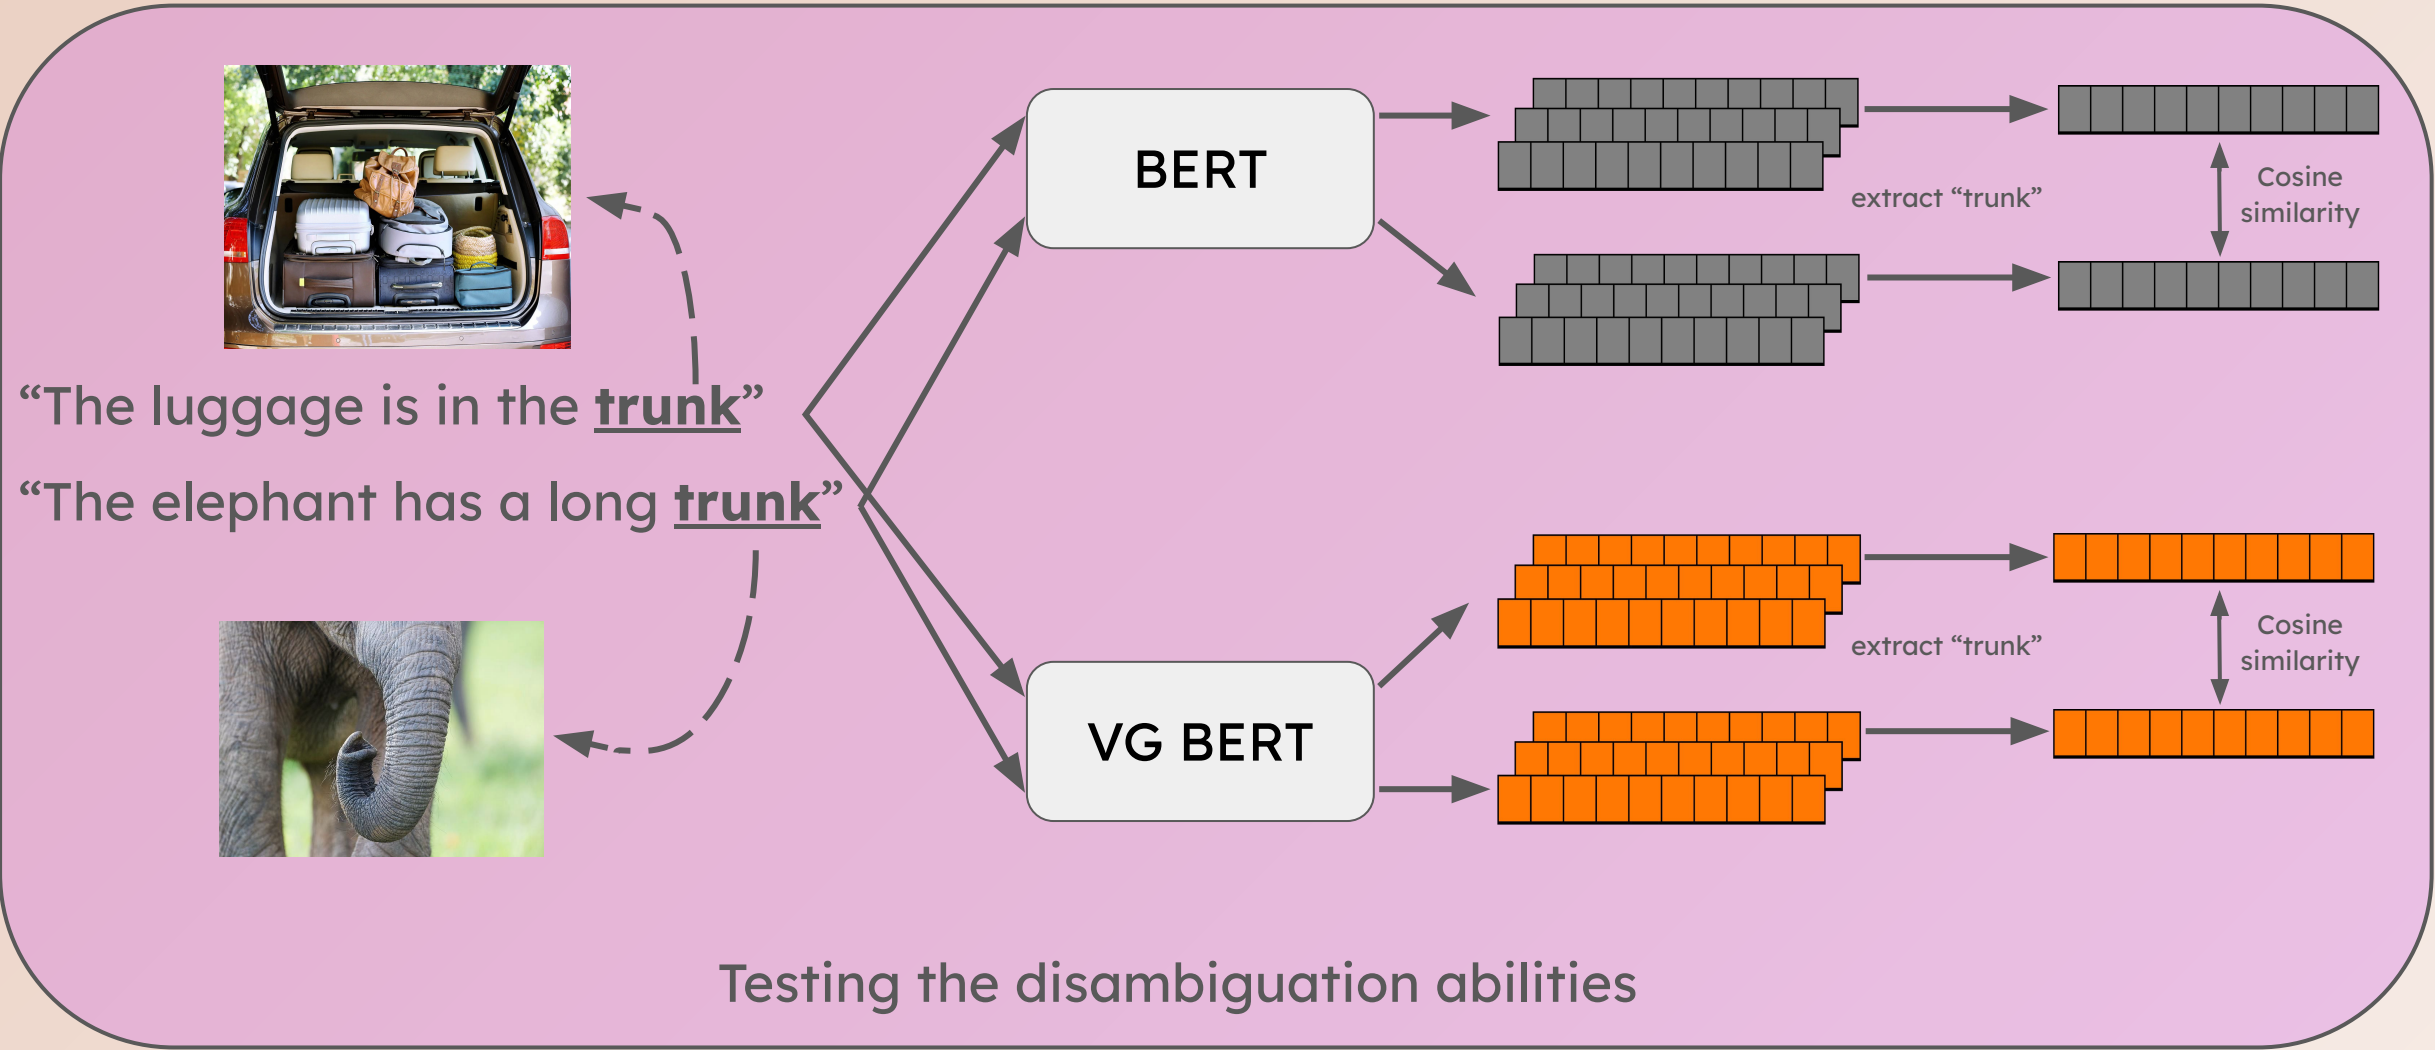 BERT
extract “trunk”
Cosine
similarity
“The luggage is in the trunk”
“The elephant has a long trunk”
VG BERT
extract “trunk”
Cosine
similarity
Testing the disambiguation abilities